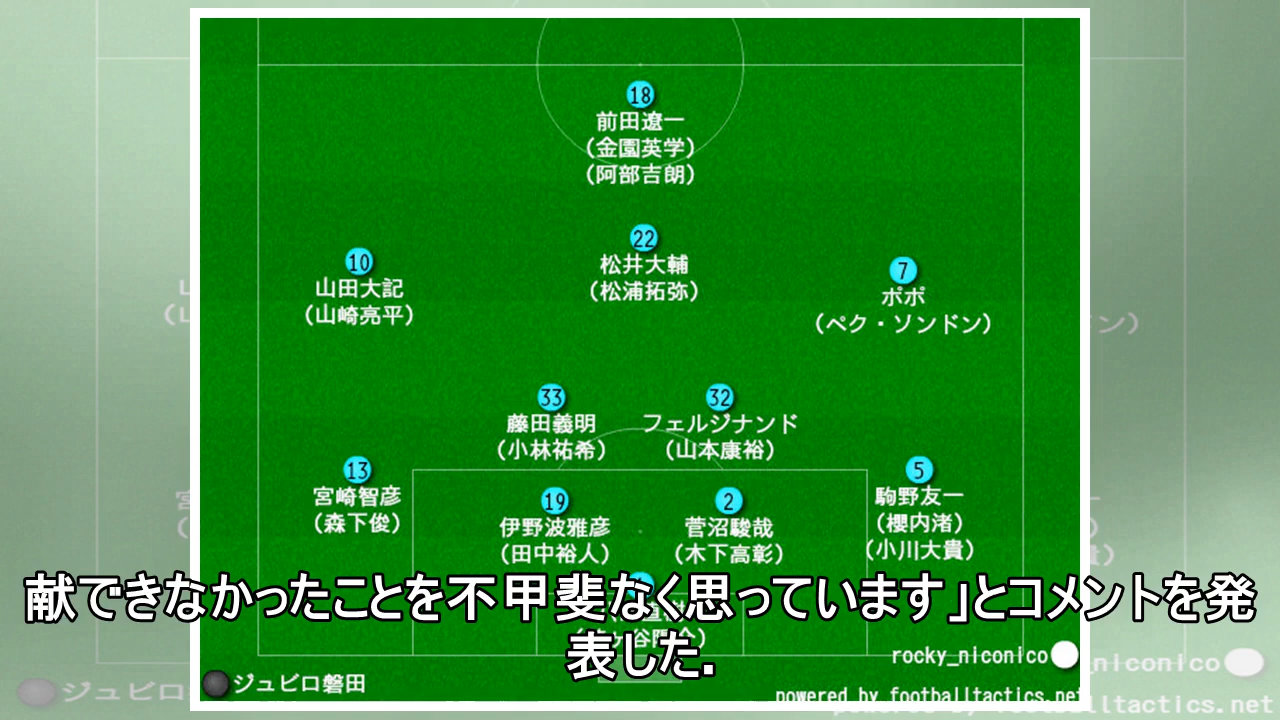 18
前田遼一
(金園英学)
(阿部吉朗)
22
松井大輔
(松浦拓弥)
10
山田大記
(山崎亮平)
7
ポポ
(ペク・ソンドン)
33
藤田義明
(小林祐希)
32
フェルジナンド
(山本康裕)
13
宮崎智彦
(森下俊)
19
伊野波雅彦
(田中裕人)
2
菅沼駿哉
(木下高彰)
5
駒野友一
(櫻内渚)
(小川大貴)
献できなかったことを不甲斐なく思っています」とコメントを発
表した.
rocky_niconico
ジュビロ磐田
powered by footballtactics.net